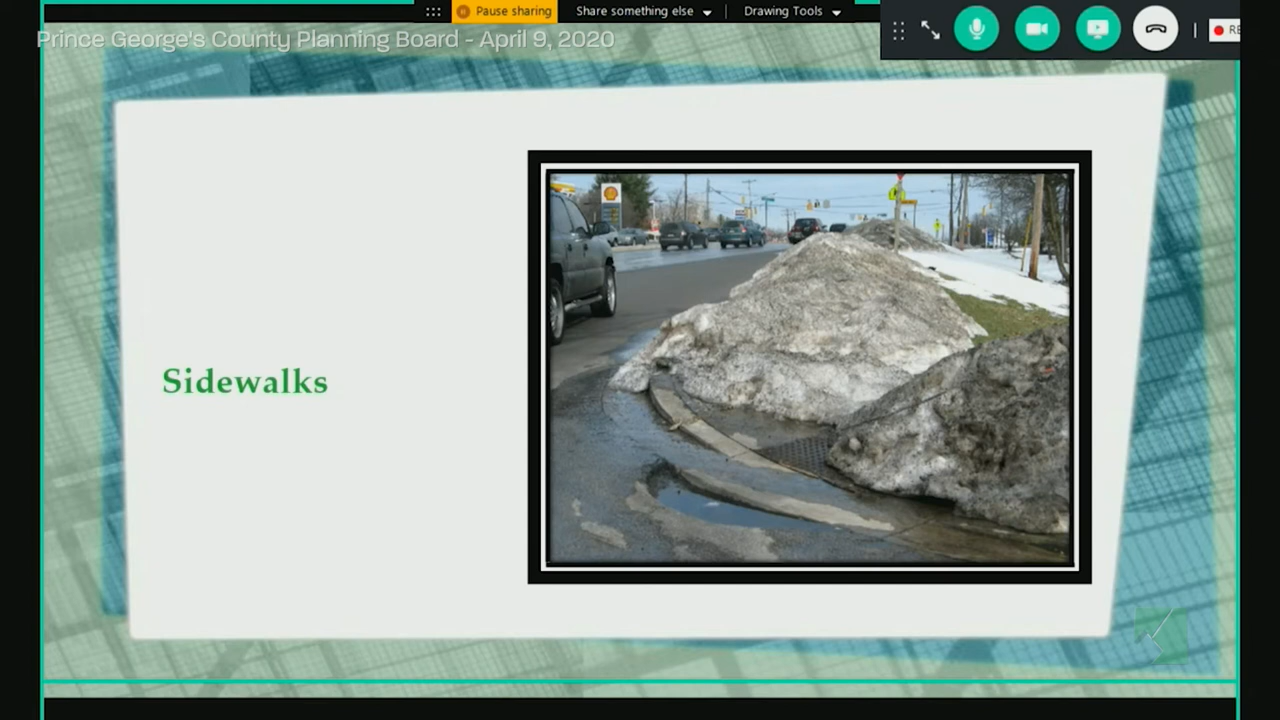 Pause sharing
Share something else
Drawing Tools
Prince George's County Planning Board - April 9, 2020
Sidewalks